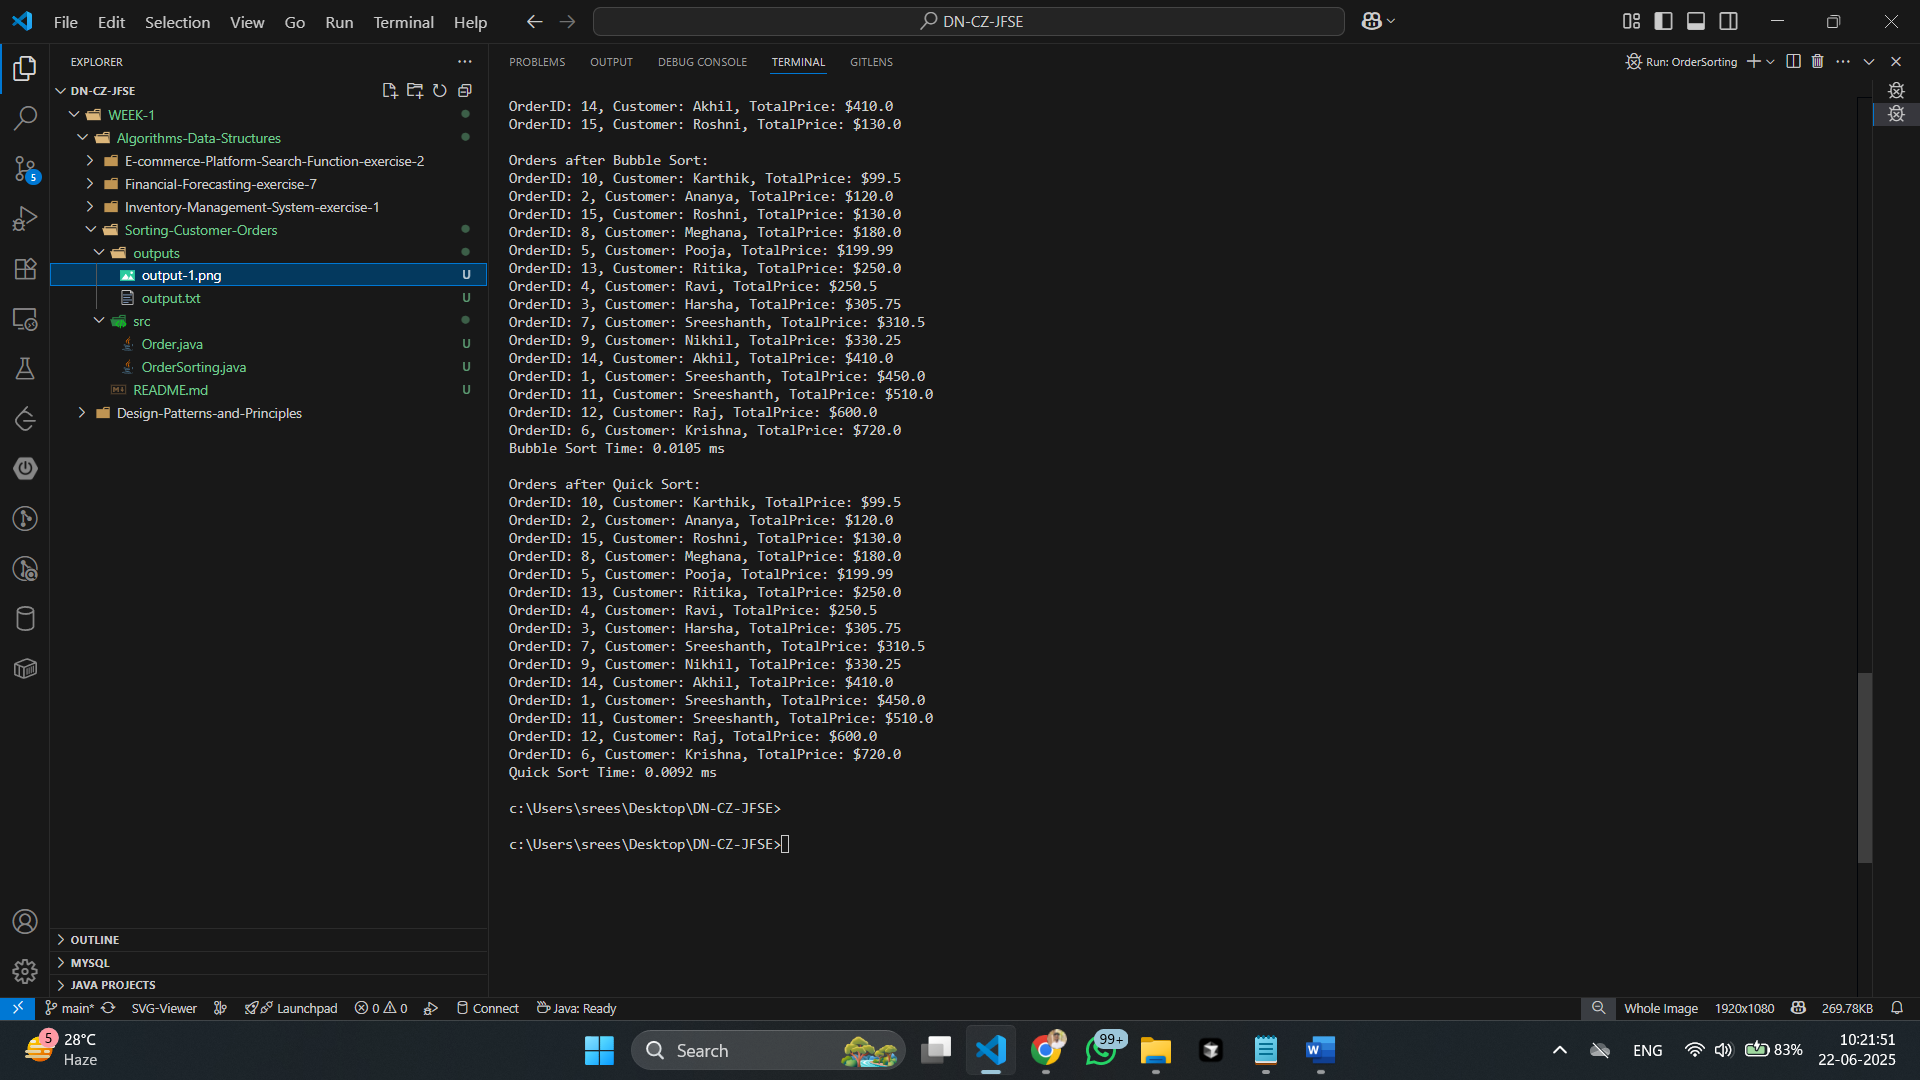 File Edit Selection View Go Run Terminal Help
DN-CZ-JFSE
EXPLORER
DN-CZ-JFSE
WEEK-1
Algorithms-Data-Structures
E-commerce-Platform-Search-Function-exercise-2
Financial-Forecasting-exercise-7
Inventory-Management-System-exercise-1
Sorting-Customer-Orders
outputs
output-1.png U
output.txt U
src
Order.java U
OrderSorting.java U
README.md U
Design-Patterns-and-Principles
5
OUTLINE
MYSQL
JAVA PROJECTS
PROBLEMS OUTPUT DEBUG CONSOLE TERMINAL GITLENS
Run: OrderSorting
OrderID: 14, Customer: Akhil, TotalPrice: $410.0
OrderID: 15, Customer: Roshni, TotalPrice: $130.0
Orders after Bubble Sort:
OrderID: 10, Customer: Karthik, TotalPrice: $99.5
OrderID: 2, Customer: Ananya, TotalPrice: $120.0
OrderID: 15, Customer: Roshni, TotalPrice: $130.0
OrderID: 8, Customer: Meghana, TotalPrice: $180.0
OrderID: 5, Customer: Pooja, TotalPrice: $199.99
OrderID: 13, Customer: Ritika, TotalPrice: $250.0
OrderID: 4, Customer: Ravi, TotalPrice: $250.5
OrderID: 3, Customer: Harsha, TotalPrice: $305.75
OrderID: 7, Customer: Sreeshanth, TotalPrice: $310.5
OrderID: 9, Customer: Nikhil, TotalPrice: $330.25
OrderID: 14, Customer: Akhil, TotalPrice: $410.0
OrderID: 1, Customer: Sreeshanth, TotalPrice: $450.0
OrderID: 11, Customer: Sreeshanth, TotalPrice: $510.0
OrderID: 12, Customer: Raj, TotalPrice: $600.0
OrderID: 6, Customer: Krishna, TotalPrice: $720.0
Bubble Sort Time: 0.0105 ms
Orders after Quick Sort:
OrderID: 10, Customer: Karthik, TotalPrice: $99.5
OrderID: 2, Customer: Ananya, TotalPrice: $120.0
OrderID: 15, Customer: Roshni, TotalPrice: $130.0
OrderID: 8, Customer: Meghana, TotalPrice: $180.0
OrderID: 5, Customer: Pooja, TotalPrice: $199.99
OrderID: 13, Customer: Ritika, TotalPrice: $250.0
OrderID: 4, Customer: Ravi, TotalPrice: $250.5
OrderID: 3, Customer: Harsha, TotalPrice: $305.75
OrderID: 7, Customer: Sreeshanth, TotalPrice: $310.5
OrderID: 9, Customer: Nikhil, TotalPrice: $330.25
OrderID: 14, Customer: Akhil, TotalPrice: $410.0
OrderID: 1, Customer: Sreeshanth, TotalPrice: $450.0
OrderID: 11, Customer: Sreeshanth, TotalPrice: $510.0
OrderID: 12, Customer: Raj, TotalPrice: $600.0
OrderID: 6, Customer: Krishna, TotalPrice: $720.0
Quick Sort Time: 0.0092 ms
c:\Users\srees\Desktop\DN-CZ-JFSE>
c:\Users\srees\Desktop\DN-CZ-JFSE>
main* SVG-Viewer Launchpad 0 0 Connect Java: Ready Whole Image 1920x1080 269.78KB
5 28°C
Haze
Search
99+
W
ENG
83%
10:21:51
22-06-2025